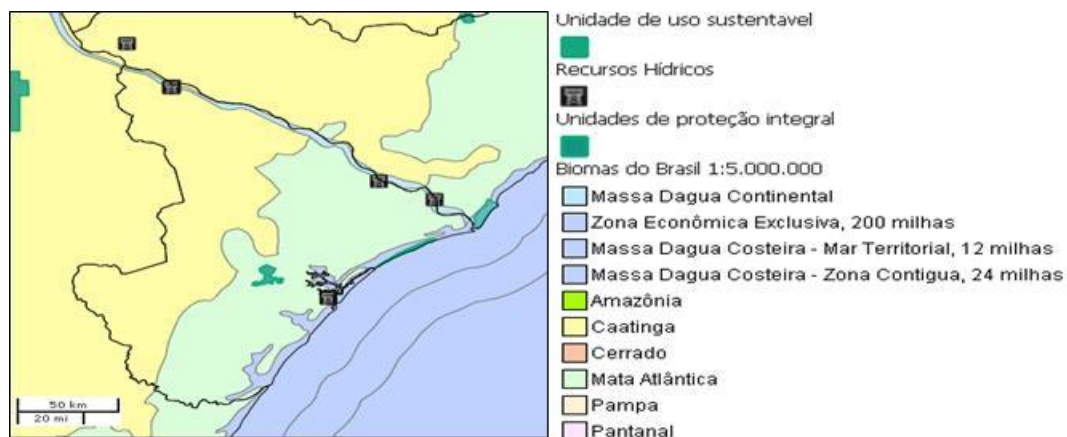 Unidade de uso sustentavel
Recursos Hídricos
Unidades de proteção integral
Biomas do Brasil 1:5.000.000
Massa Dagua Continental
Zona Econômica Exclusiva, 200 milhas
Massa Dagua Costeira - Mar Territorial, 12 milhas
Massa Dagua Costeira - Zona Contigua, 24 milhas
Amazônia
Caatinga
Cerrado
Mata Atlântica
Pampa
Pantanal
50 km
20 mi